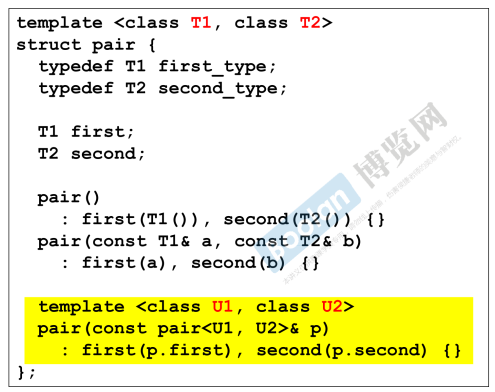 template <class T1, class T2>
struct pair {
  typedef T1 first_type;
  typedef T2 second_type;

  T1 first;
  T2 second;

  pair()
    : first(T1()), second(T2()) {}
  pair(const T1& a, const T2& b)
    : first(a), second(b) {}

  template <class U1, class U2>
  pair(const pair<U1, U2>& p)
    : first(p.first), second(p.second) {}
};
boolan
博览网